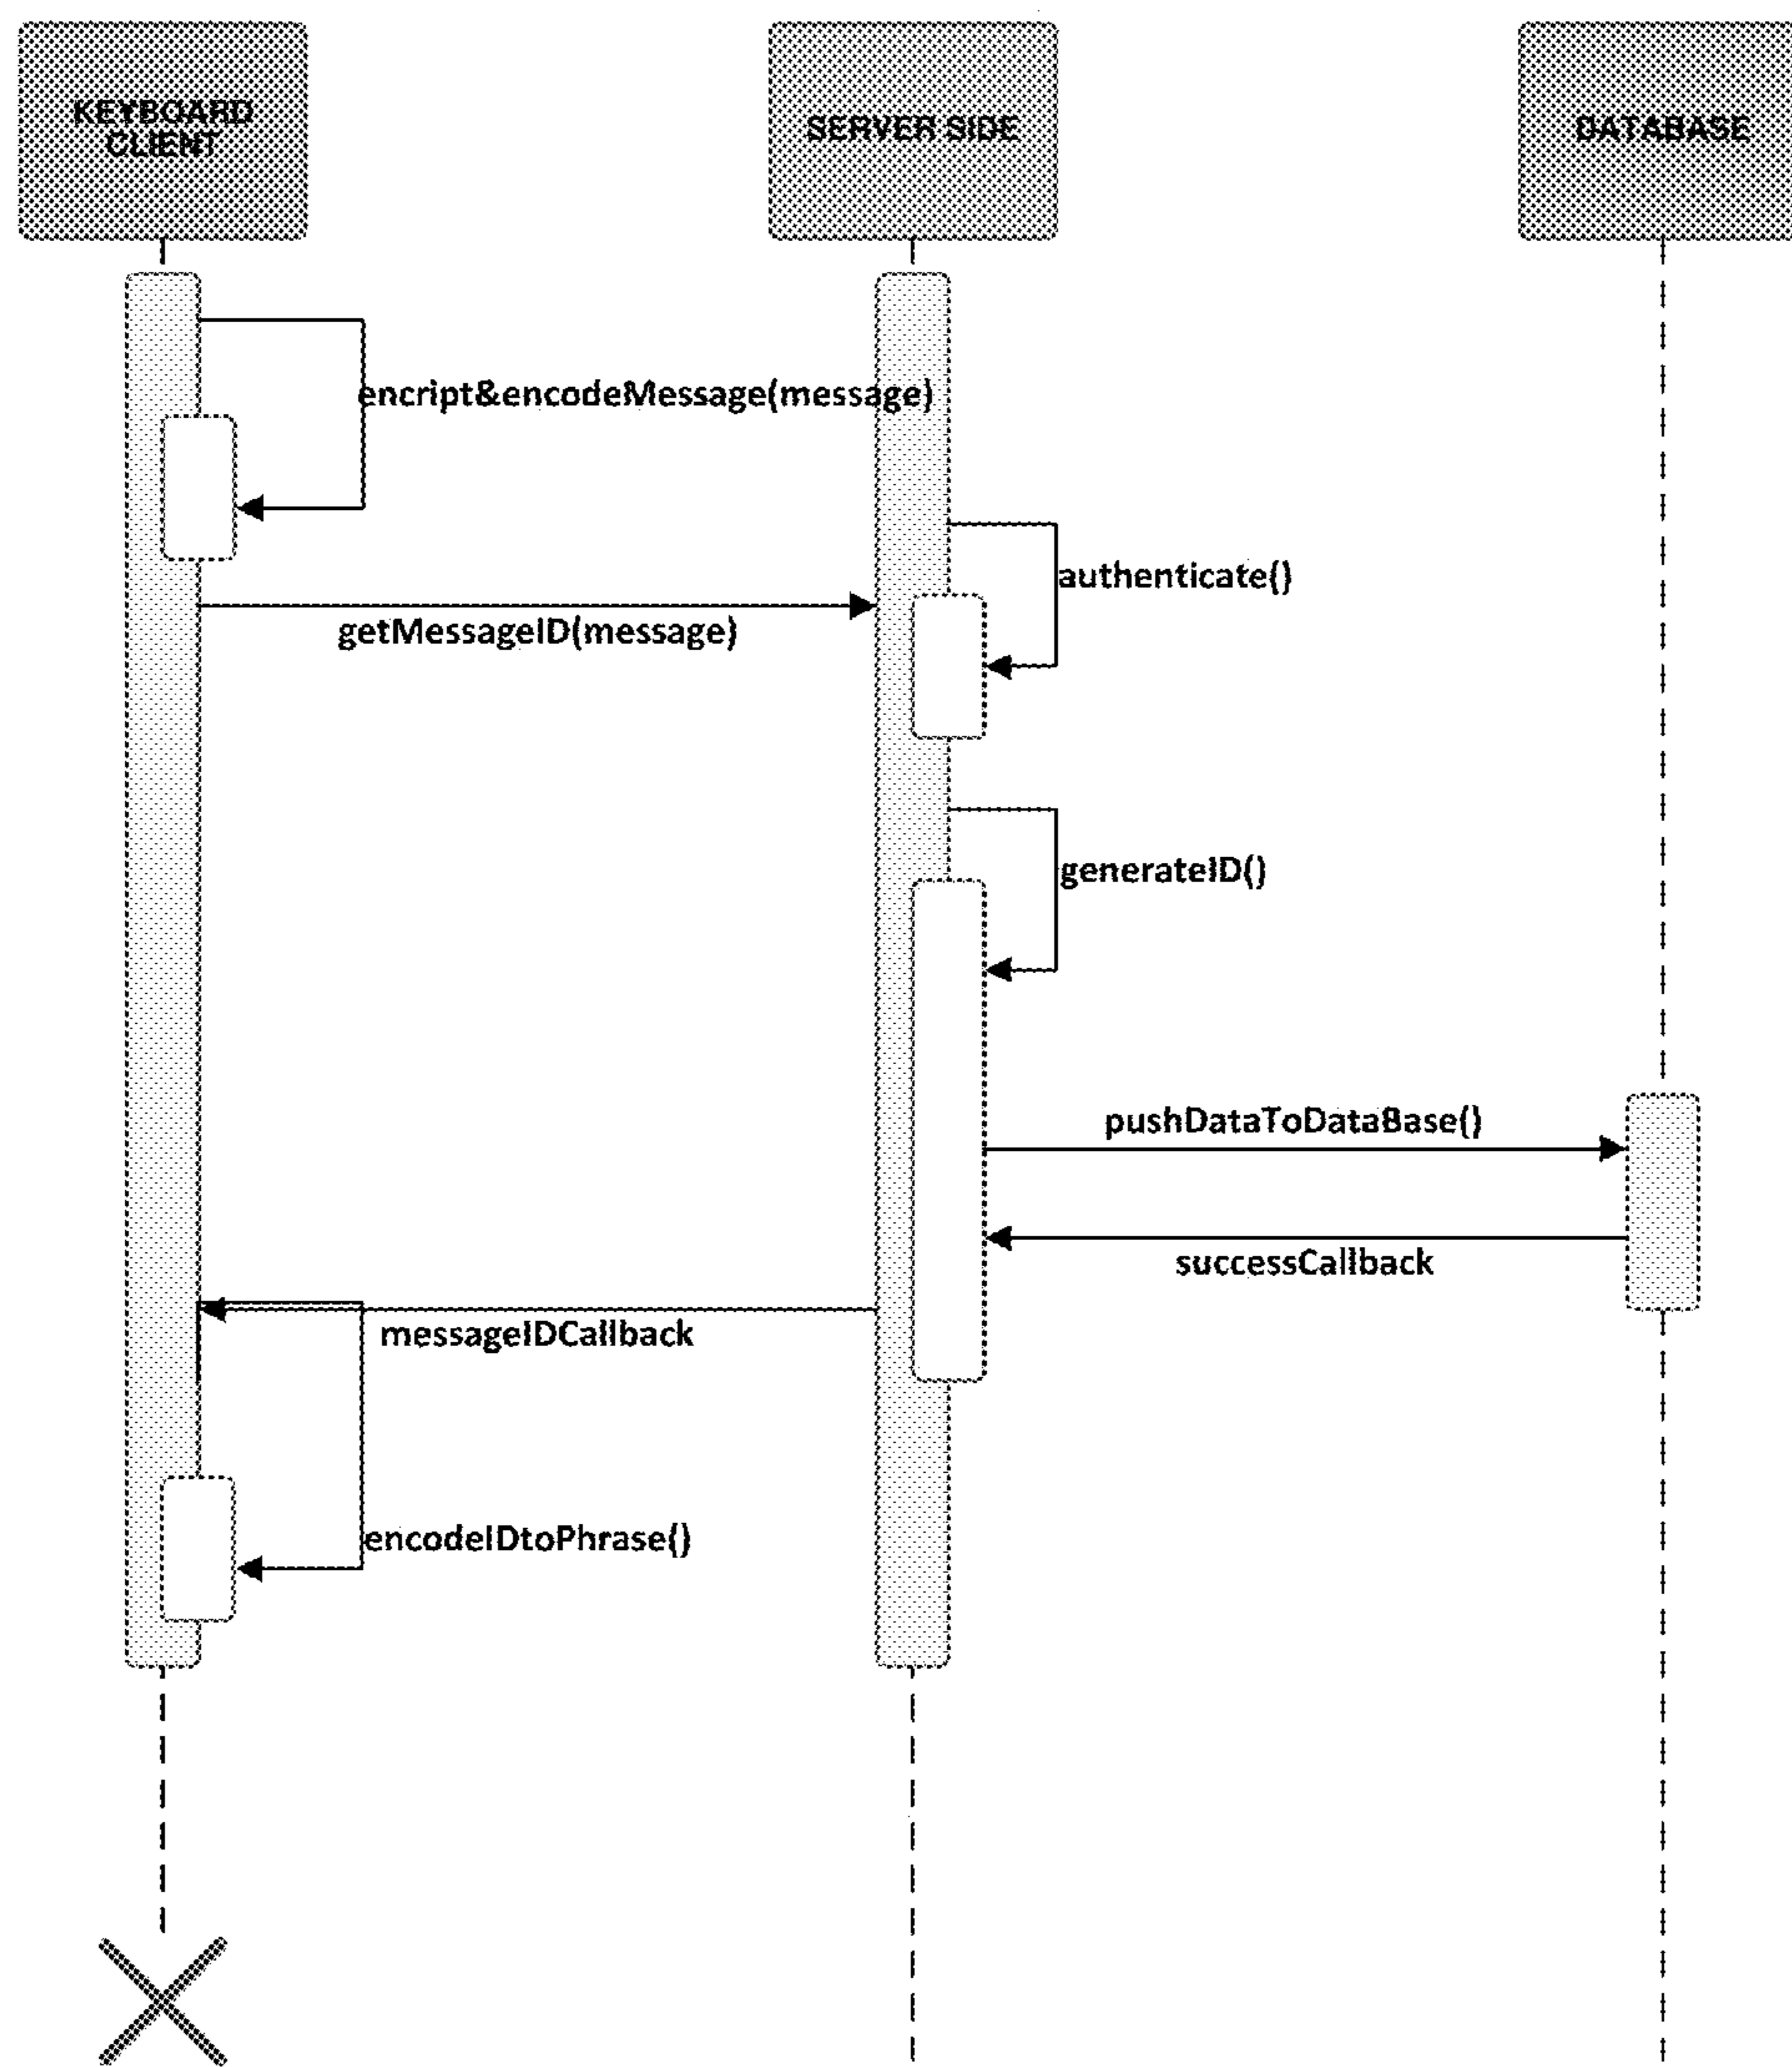 KEYBOARD
CLIENT
SERVER SIDE
DATABASE
encript&encodeMessage(message)
authenticate()
getMessageID(message)
generateID()
pushDataToDataBase()
successCallback
messageIDCallback
encodeIDtoPhrase()